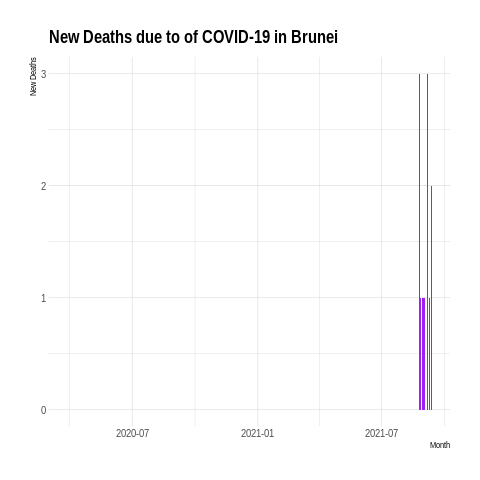 New Deaths due to of COVID-19 in Brunei
New Deaths
3
2
1
0
2020-07
2021-01
2021-07
Month